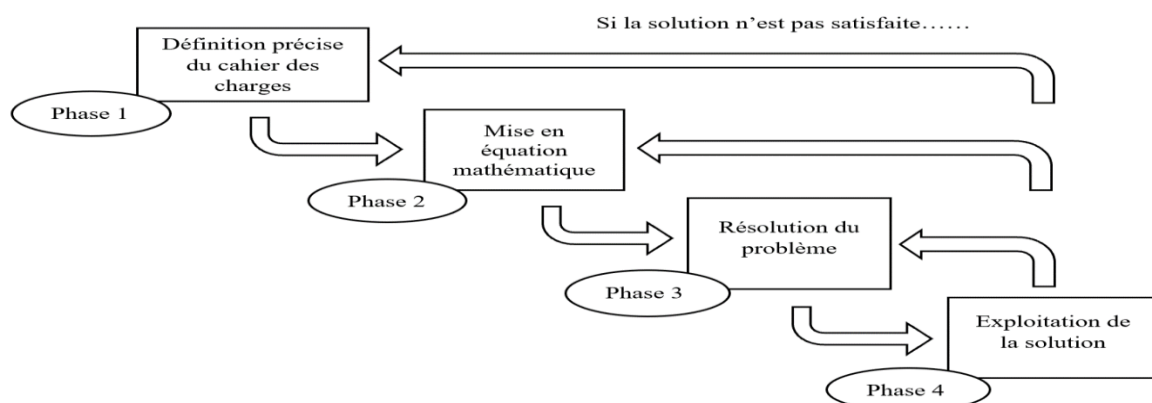 Si la solution n'est pas satisfaite……
Définition précise
du cahier des
charges
Phase 1
Mise en
équation
mathématique
Phase 2
Résolution du
problème
Phase 3
Exploitation de
la solution
Phase 4